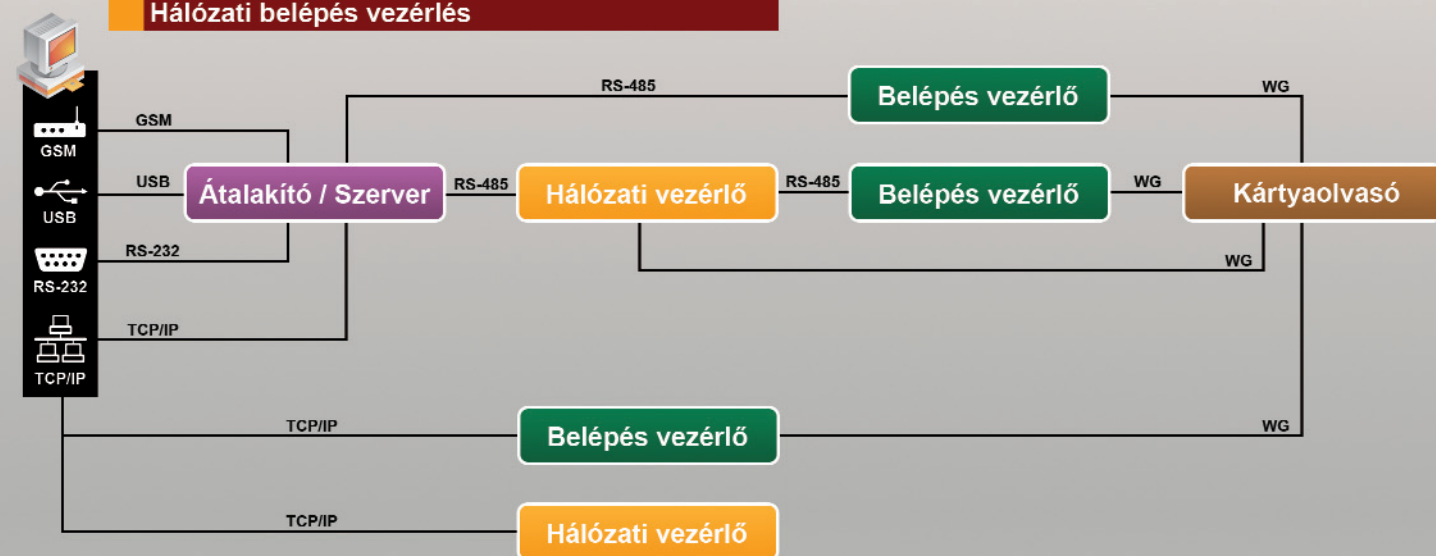 Hálózati belépés vezérlés
RS-485
Belépés vezérlő
WG
GSM
GSM
USB
USB
Átalakító / Szerver
RS-485
Hálózati vezérlő
RS-485
Belépés vezérlő
WG
Kártyaolvasó
RS-232
RS-232
WG
TCP/IP
TCP/IP
TCP/IP
Belépés vezérlő
WG
TCP/IP
Hálózati vezérlő